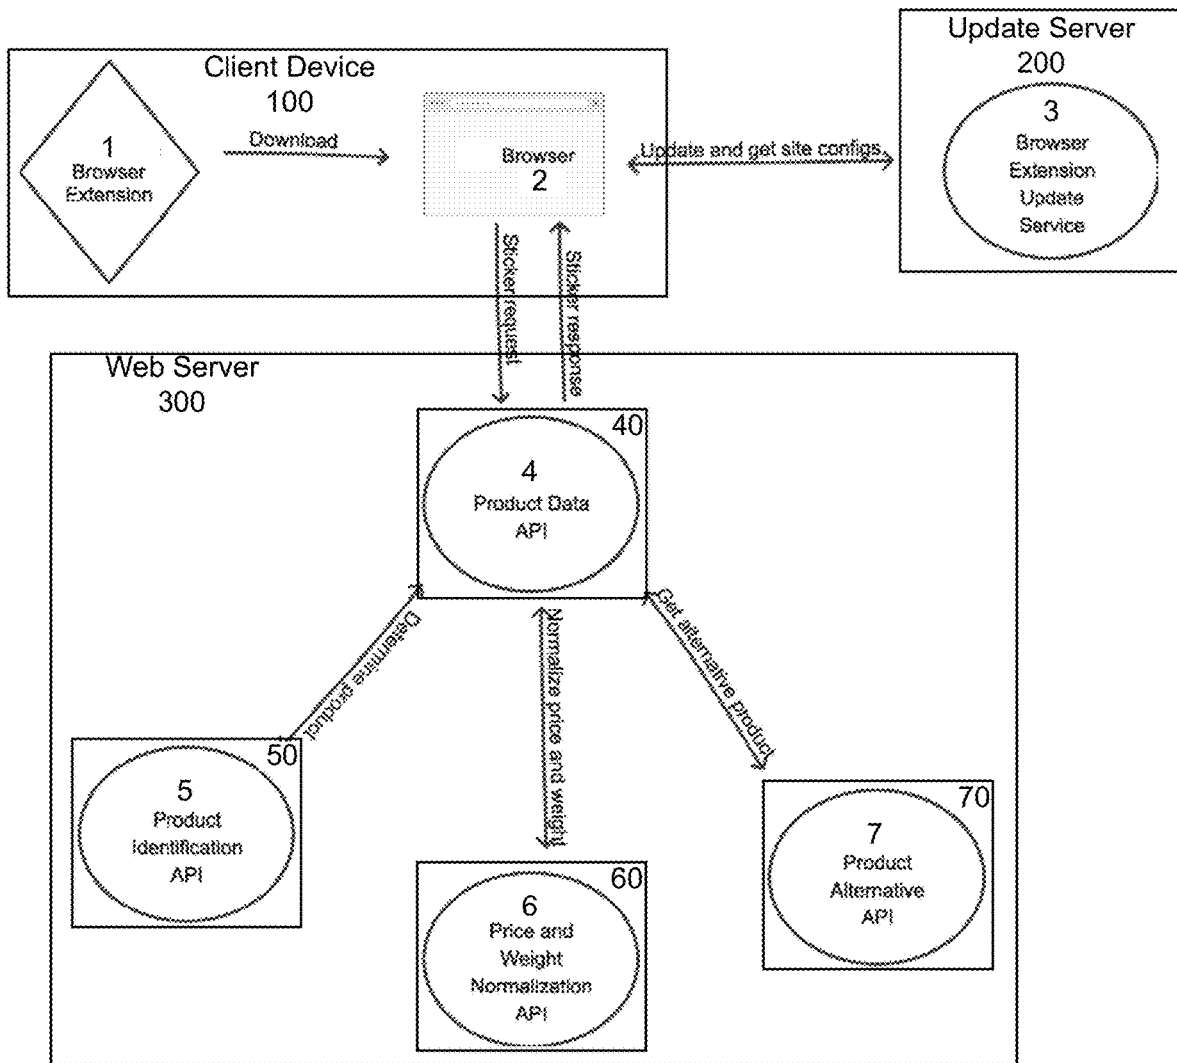 Client Device
100
1
Browser
Extension
Download
Browser
2
Update and get site configs
Update Server
200
3
Browser
Extension
Update
Service
Sticker request
Sticker response
Web Server
300
40
4
Product Data
API
Determine product
Normalize price and weight
Get alternative product
50
5
Product
Identification
API
60
6
Price and
Weight
Normalization
API
70
7
Product
Alternative
API